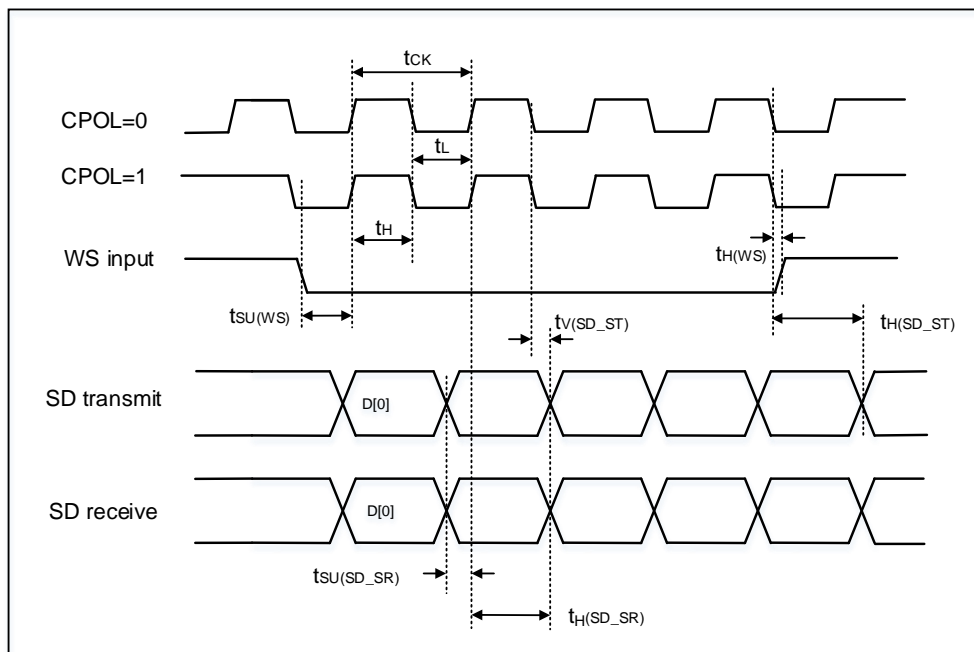 tCK
CPOL=0
tL
CPOL=1
tH
tH(WS)
WS input
tSU(WS)
tV(SD_ST)
tH(SD_ST)
SD transmit
D[0]
SD receive
D[0]
tSU(SD_SR)
tH(SD_SR)